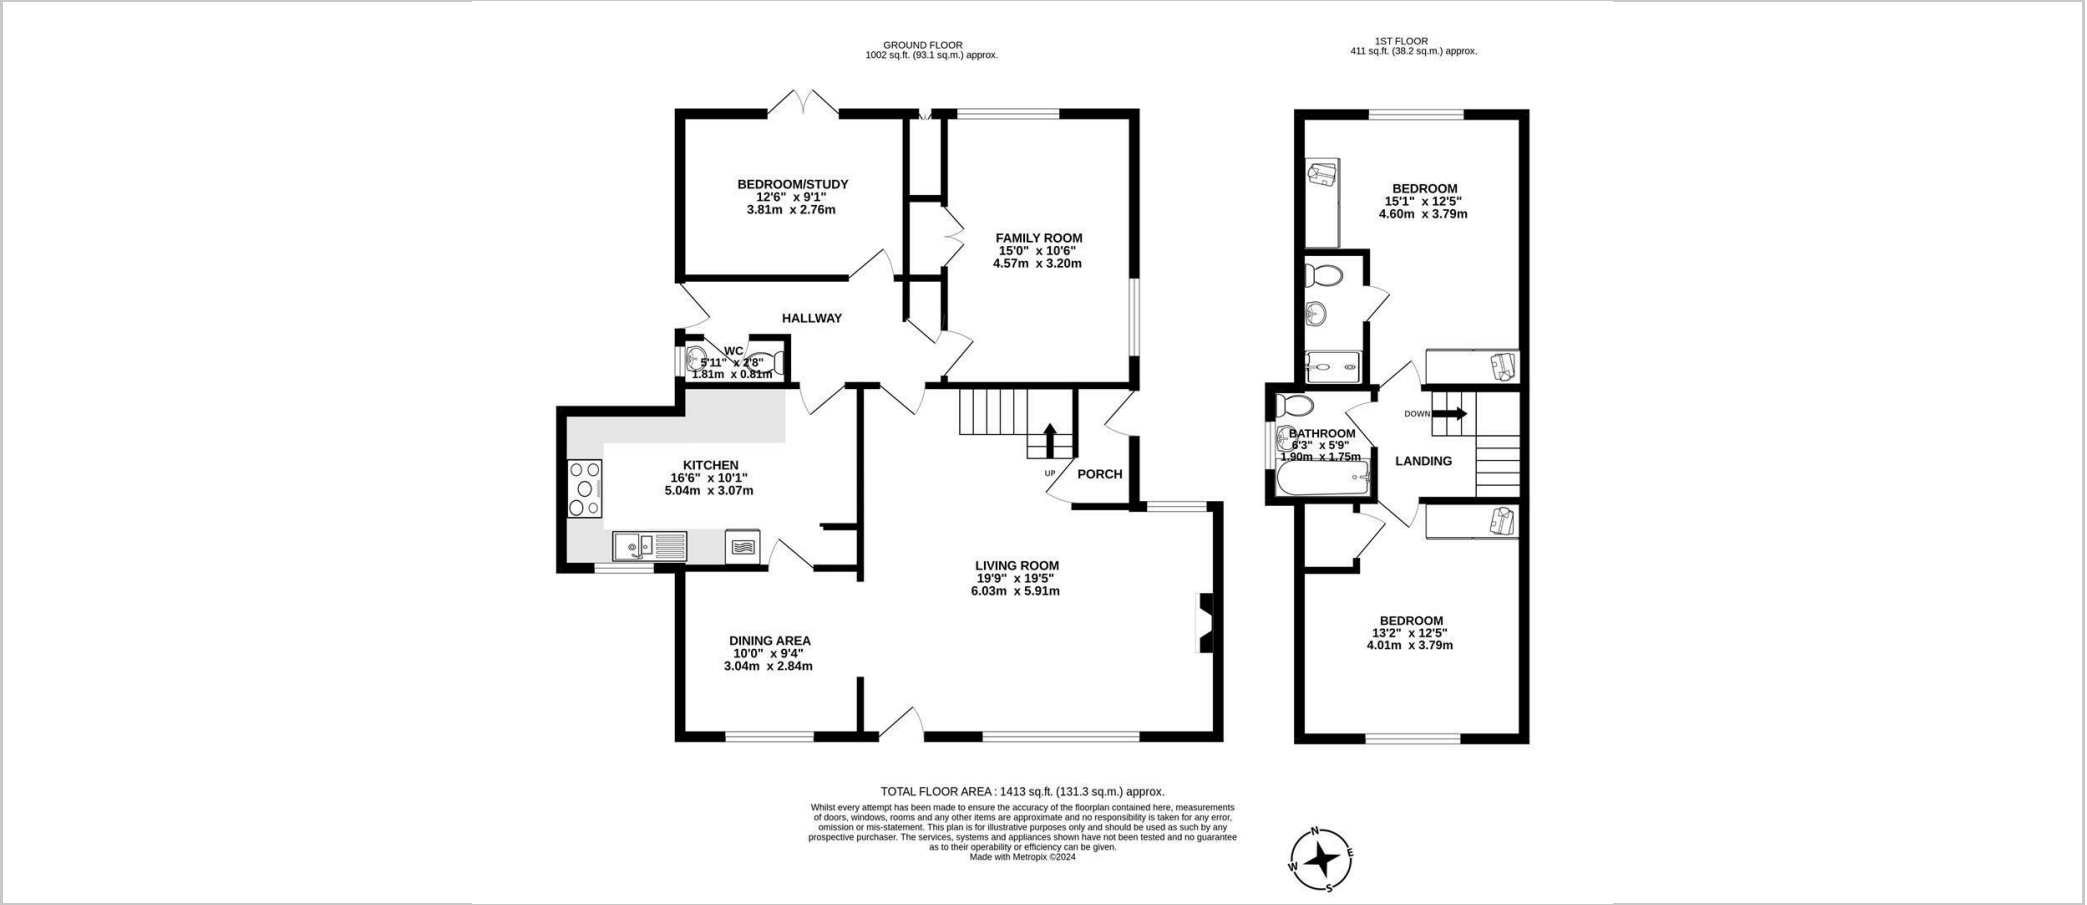 GROUND FLOOR
1002 sq.ft. (93.1 sq.m.) approx.
1ST FLOOR
411 sq.ft. (38.2 sq.m.) approx.
BEDROOM/STUDY
12'6" x 9'1"
3.81m x 2.76m
FAMILY ROOM
15'0" x 10'6"
4.57m x 3.20m
HALLWAY
WC
5'11" x 2'8"
1.81m x 0.81m
KITCHEN
16'6" x 10'1"
5.04m x 3.07m
UP
PORCH
LIVING ROOM
19'9" x 19'5"
6.03m x 5.91m
DINING AREA
10'0" x 9'4"
3.04m x 2.84m
BEDROOM
15'1" x 12'5"
4.60m x 3.79m
DOWN
BATHROOM
6'3" x 5'9"
1.90m x 1.75m
LANDING
BEDROOM
13'2" x 12'5"
4.01m x 3.79m
TOTAL FLOOR AREA : 1413 sq.ft. (131.3 sq.m.) approx.
Whilst every attempt has been made to ensure the accuracy of the floorplan contained here, measurements
of doors, windows, rooms and any other items are approximate and no responsibility is taken for any error,
omission or mis-statement. This plan is for illustrative purposes only and should be used as such by any
prospective purchaser. The services, systems and appliances shown have not been tested and no guarantee
as to their operability or efficiency can be given.
Made with Metropix ©2024
N
E
W
S